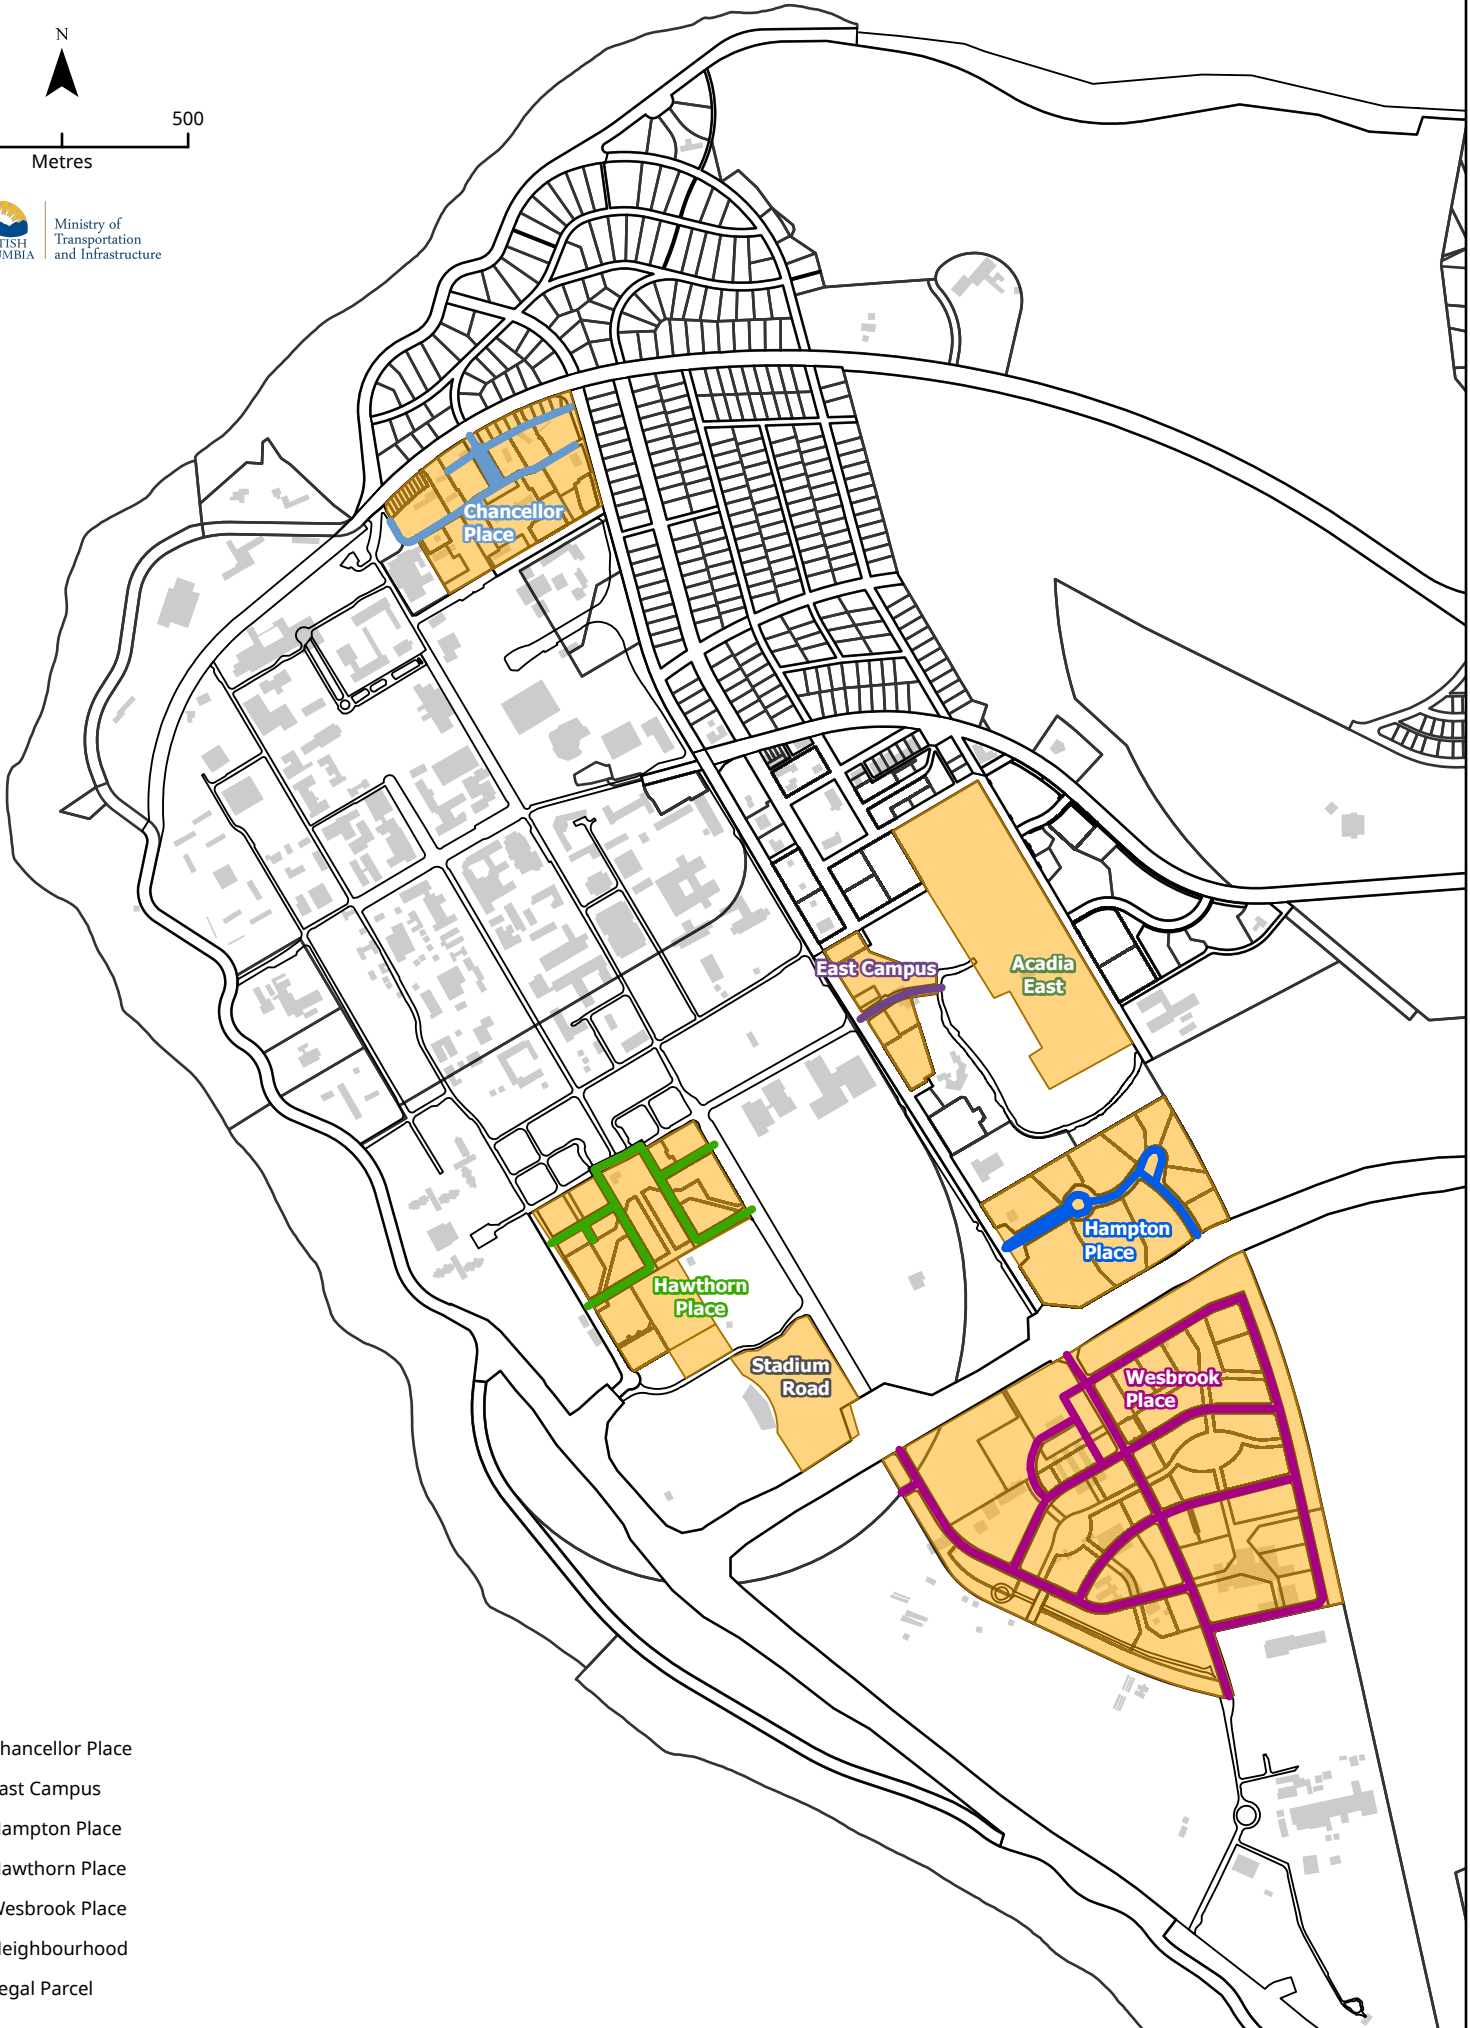 N
500
Metres
Ministry of
Transportation
and Infrastructure
Chancellor
Place
East Campus
Acadia
East
Hampton
Place
Hawthorn
Place
Stadium
Road
Wesbrook
Place
hancellor Place
ast Campus
ampton Place
awthorn Place
esbrook Place
eighbourhood
egal Parcel